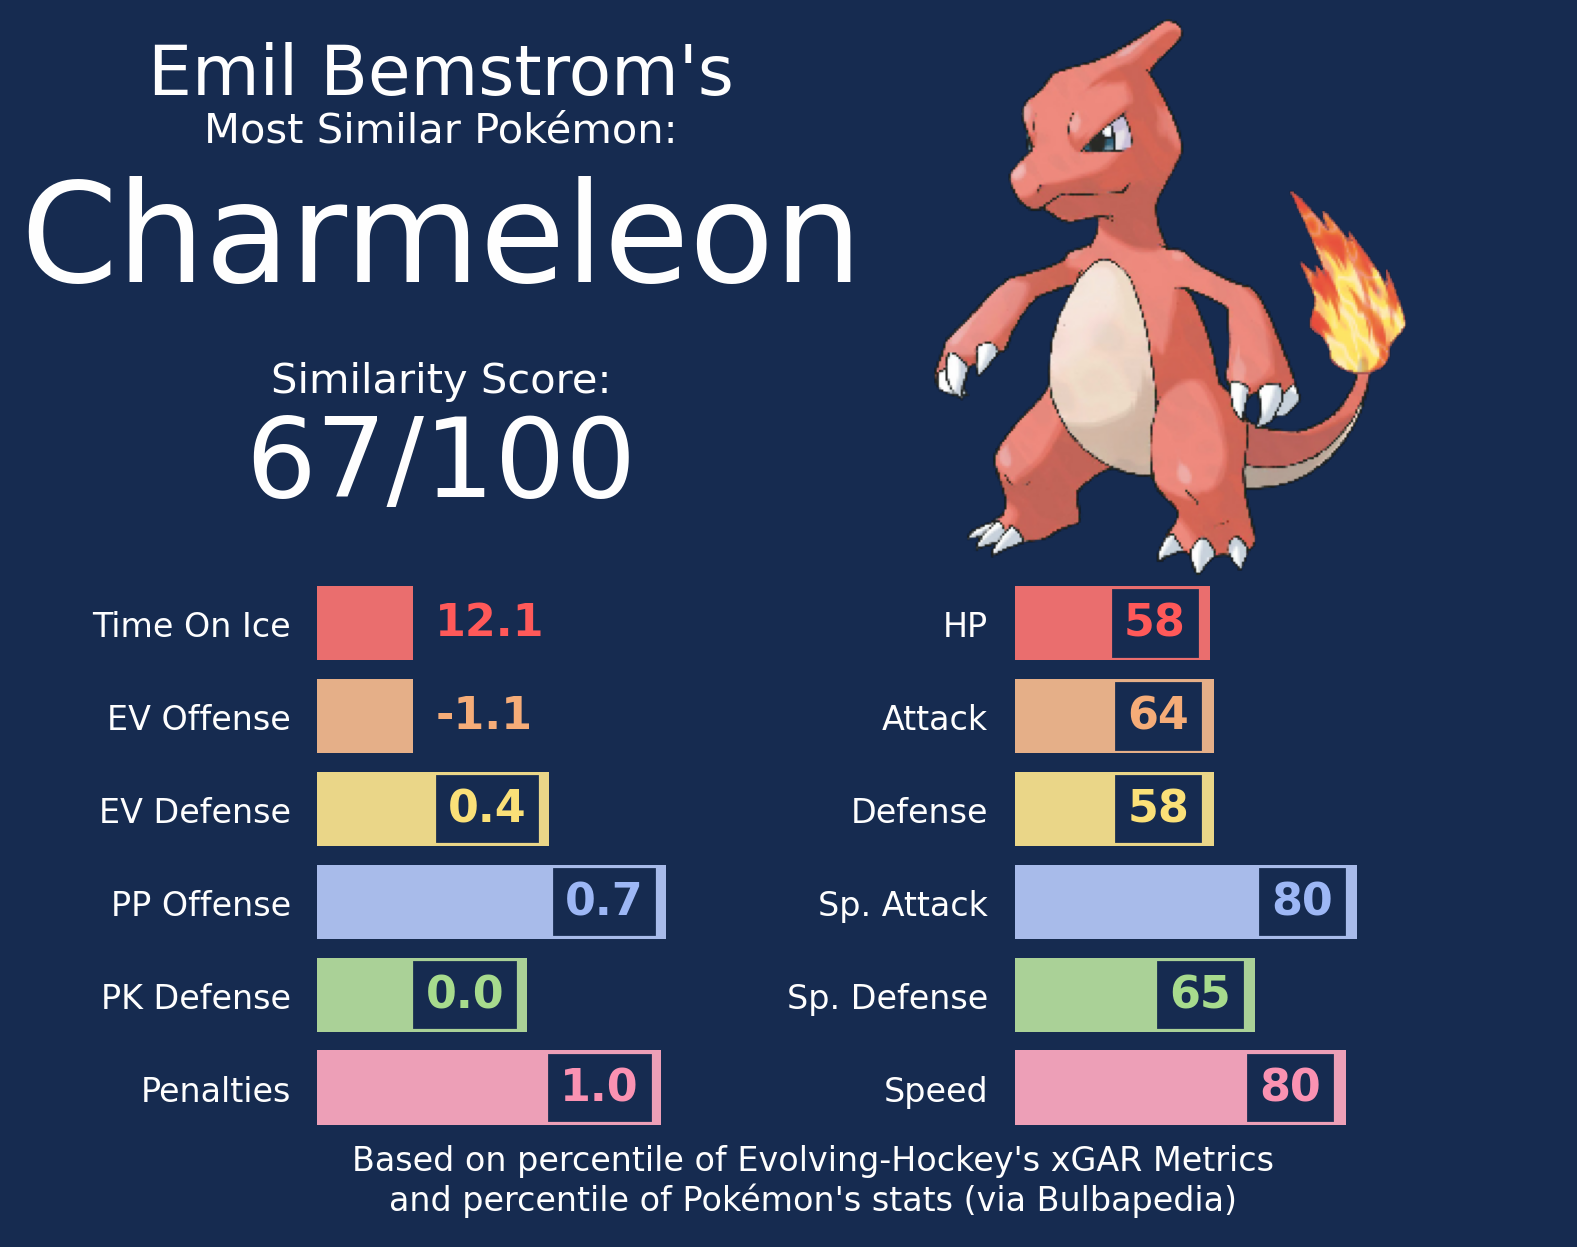 Emil Bemstrom's
Most Similar Pokémon:
Charmeleon
Similarity Score:
67/100
Time On Ice 12.1
EV Offense -1.1
EV Defense 0.4
PP Offense 0.7
PK Defense 0.0
Penalties 1.0
HP 58
Attack 64
Defense 58
Sp. Attack 80
Sp. Defense 65
Speed 80
Based on percentile of Evolving-Hockey's xGAR Metrics
and percentile of Pokémon's stats (via Bulbapedia)